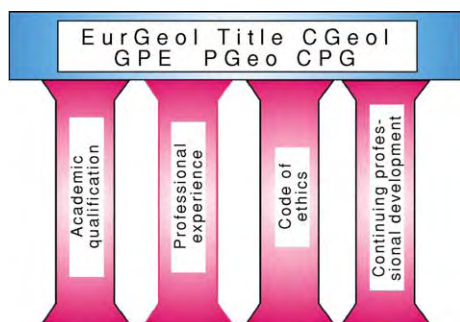 EurGeol Title CGeol
GPE PGeo CPG
Academic
qualification
Professional
experience
Code of
ethics
Continuing profes-
sional development